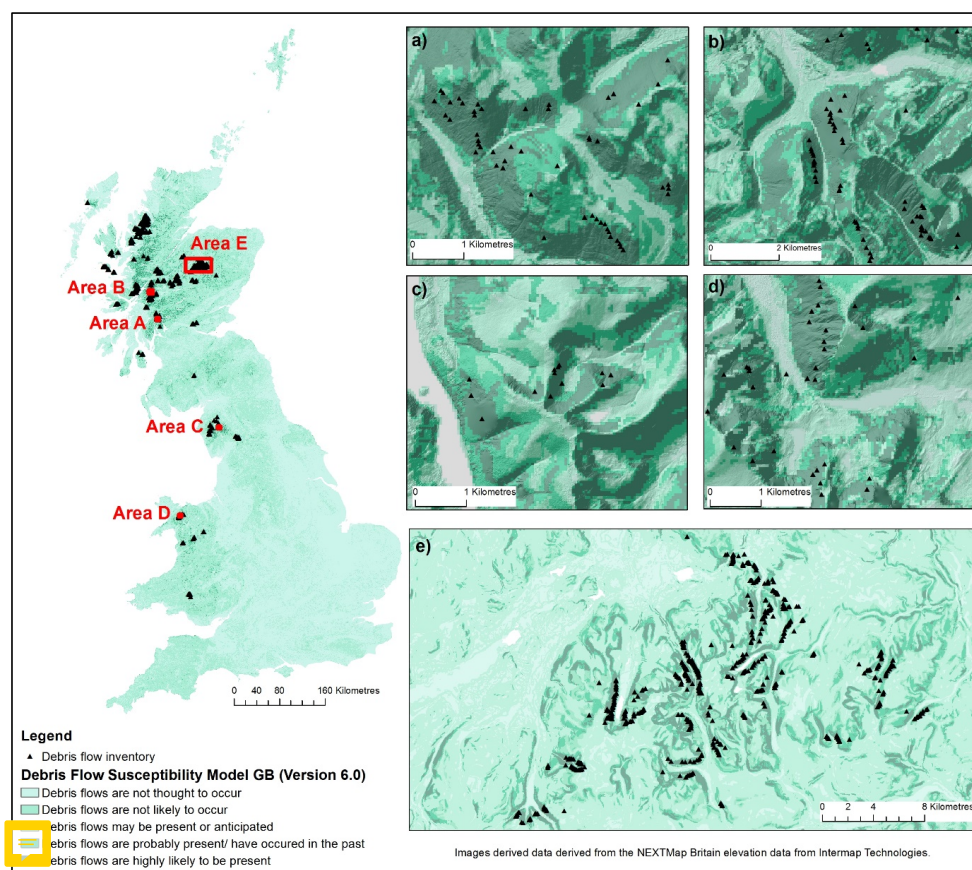 a)
b)
Area E
Area B
Area A
0 1 Kilometres
0 2 Kilometres
c)
d)
Area C
0 1 Kilometres
0 1 Kilometres
Area D
e)
0 40 80 160 Kilometres
Legend
Debris flow inventory
Debris Flow Susceptibility Model GB (Version 6.0)
Debris flows are not thought to occur
Debris flows are not likely to occur
ebris flows may be present or anticipated
ebris flows are probably present/ have occured in the past
ebris flows are highly likely to be present
0 2 4 8 Kilometres
Images derived data derived from the NEXTMap Britain elevation data from Intermap Technologies.